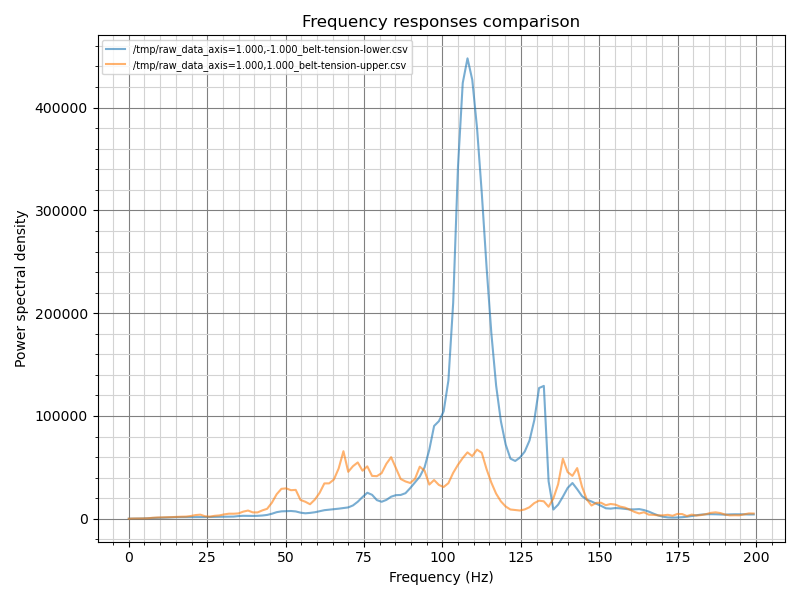 Frequency responses comparison
/tmp/raw_data_axis=1.000,-1.000_belt-tension-lower.csv
/tmp/raw_data_axis=1.000,1.000_belt-tension-upper.csv
Power spectral density
400000
300000
200000
100000
0
0 25 50 75 100 125 150 175 200
Frequency (Hz)